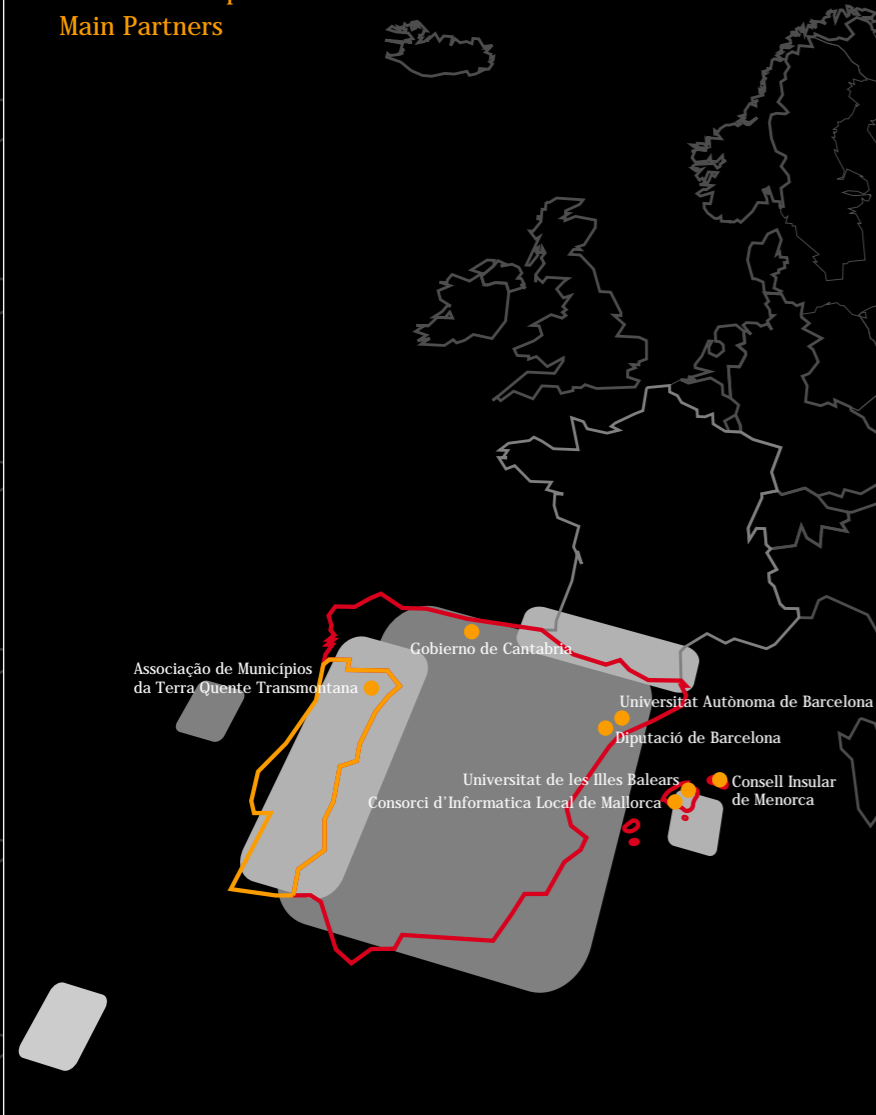 Main Partners
Gobierno de Cantabria
Associação de Municípios
da Terra Quente Transmontana
Universitat Autònoma de Barcelona
Diputació de Barcelona
Universitat de les Illes Balears
Consell Insular
de Menorca
Consorci d'Informatica Local de Mallorca